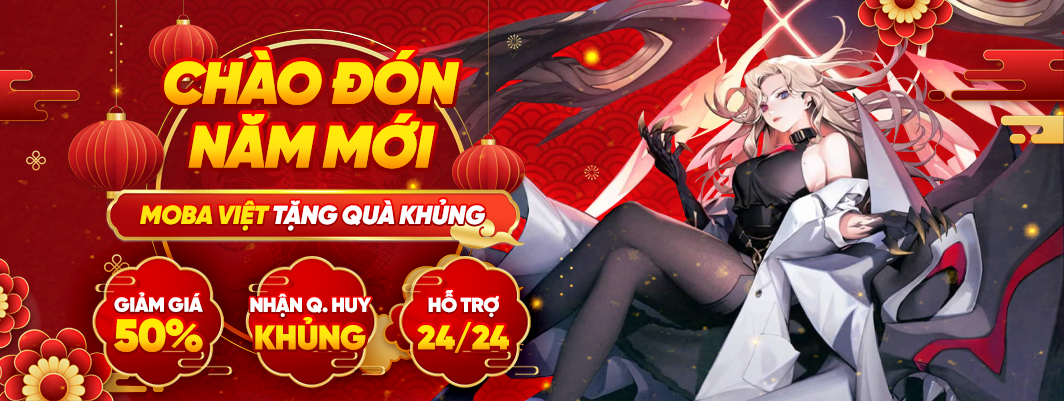 CHÀO ĐÓN
NĂM MỚI
MOBA VIỆT TẶNG QUÀ KHỦNG
GIẢM GIÁ
50%
NHẬN Q. HUY
KHỦNG
HỖ TRỢ
24/24